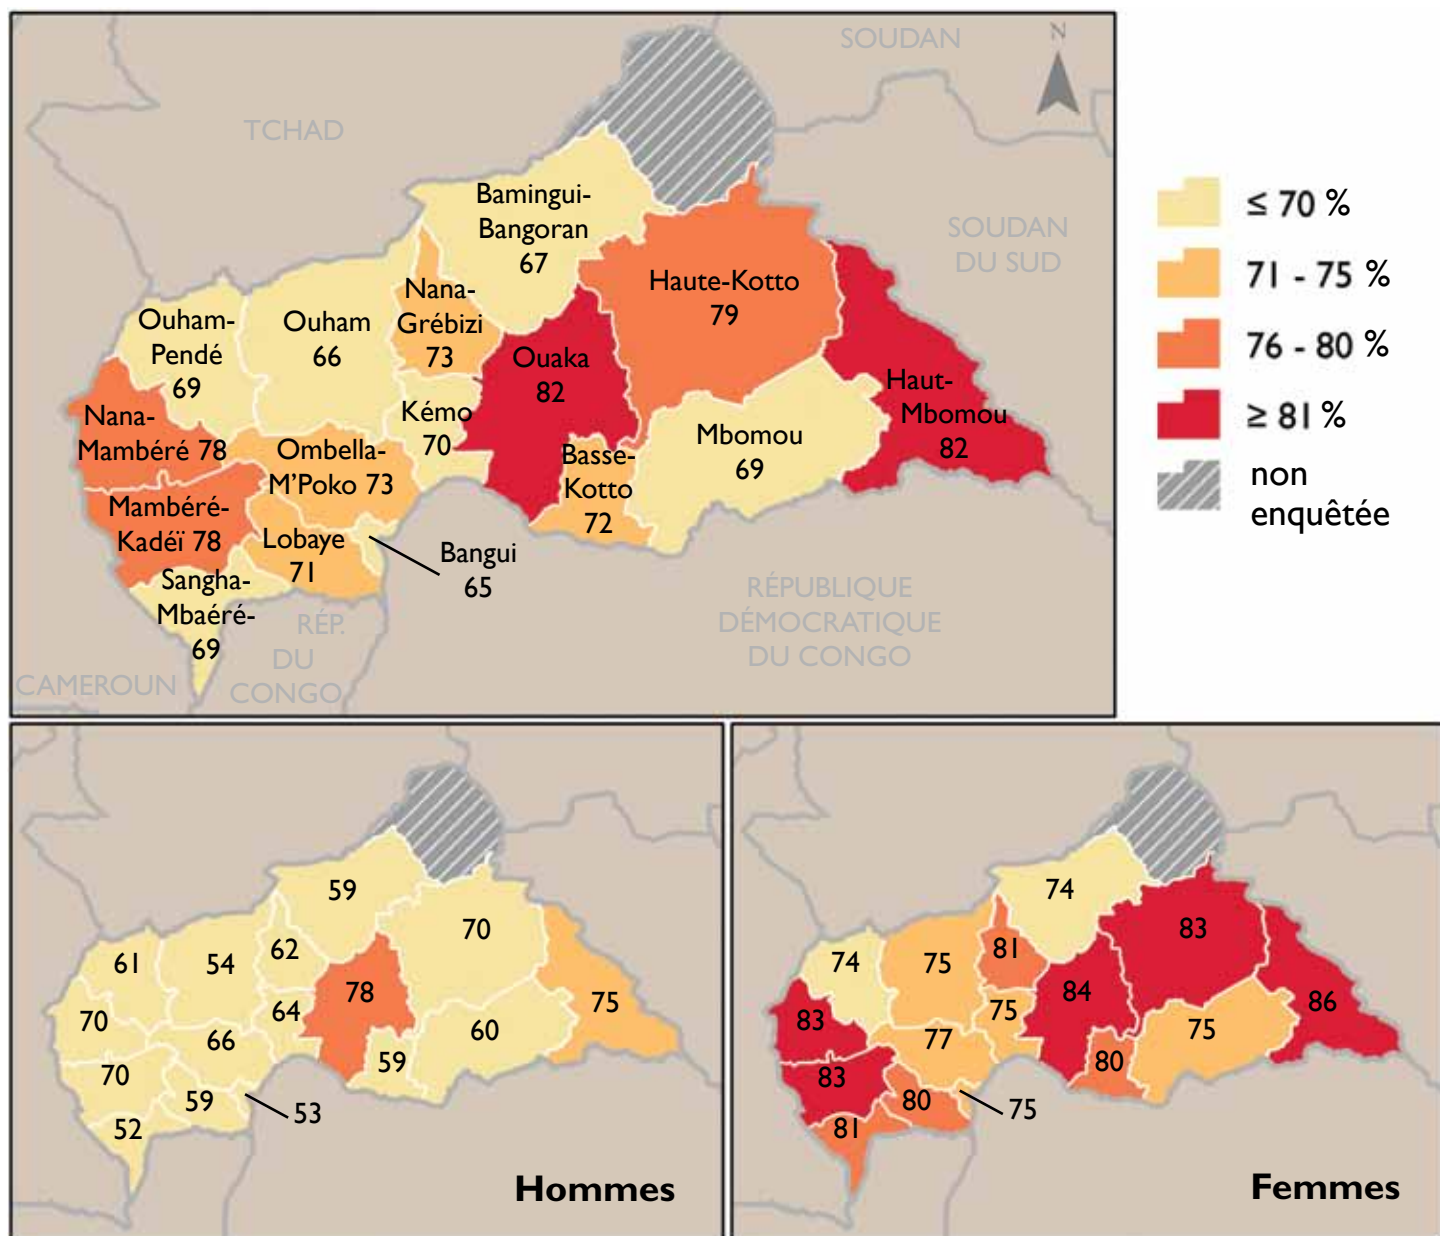 SOUDAN
N
TCHAD
SOUDAN
DU SUD
Bamingui-
Bangoran
67
Haute-Kotto
79
Nana-
Grébizi
73
Ouham-
Pendé
69
Ouham
66
Ouaka
82
Haut-
Mbomou
82
Nana-
Mambéré 78
Kémo
70
Mbomou
69
Ombella-
M'Poko 73
Basse-
Kotto
72
Mambéré-
Kadéï 78
Lobaye
71
Bangui
65
Sangha-
Mbaéré-
69
RÉPUBLIQUE
DÉMOCRATIQUE
DU CONGO
RÉP.
DU
CONGO
CAMEROUN
≤ 70 %
71 - 75 %
76 - 80 %
≥ 81 %
non
enquêtée
59
70
62
61
54
78
75
70
64
66
60
59
70
59
53
52
Hommes
74
83
81
74
75
84
86
83
75
77
75
80
83
80
75
81
Femmes